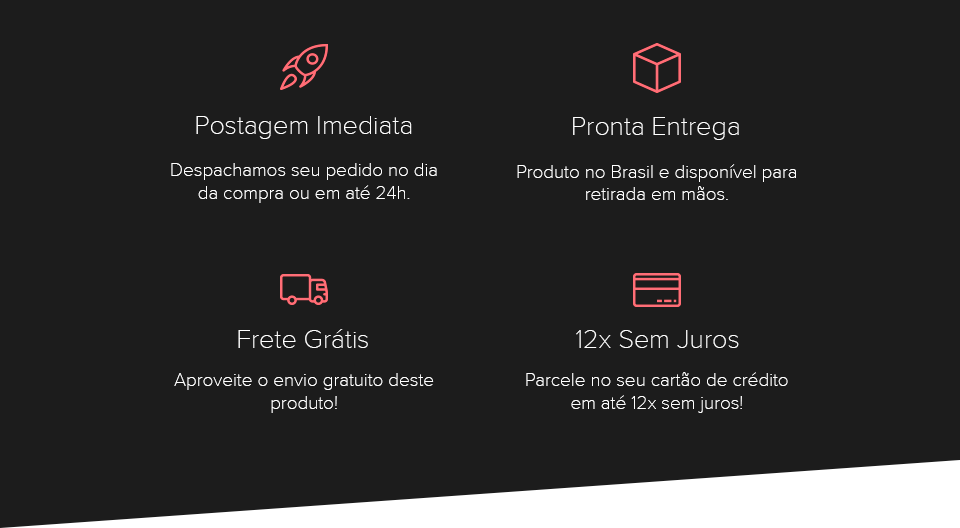 Postagem Imediata
Despachamos seu pedido no dia
da compra ou em até 24h.
Pronta Entrega
Produto no Brasil e disponível para
retirada em mãos.
Frete Grátis
Aproveite o envio gratuito deste
produto!
12x Sem Juros
Parcele no seu cartão de crédito
em até 12x sem juros!